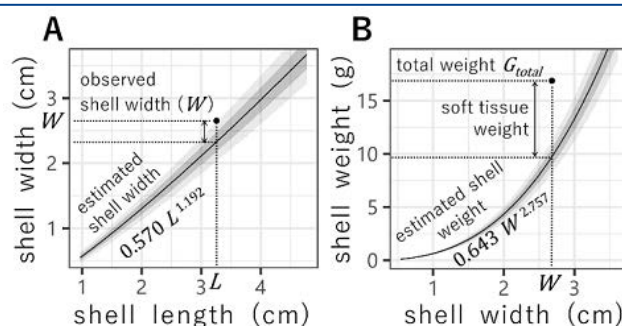 A
shell width (cm)
3
W
2
1
observed
shell width (W)
estimated
shell width
0.570 L^1.192
1 2 3 L 4
shell length (cm)
B
shell weight (g)
15
10
5
0
total weight G_total
soft tissue
weight
estimated shell
weight
0.643 W^2.757
1 2 W 3
shell width (cm)